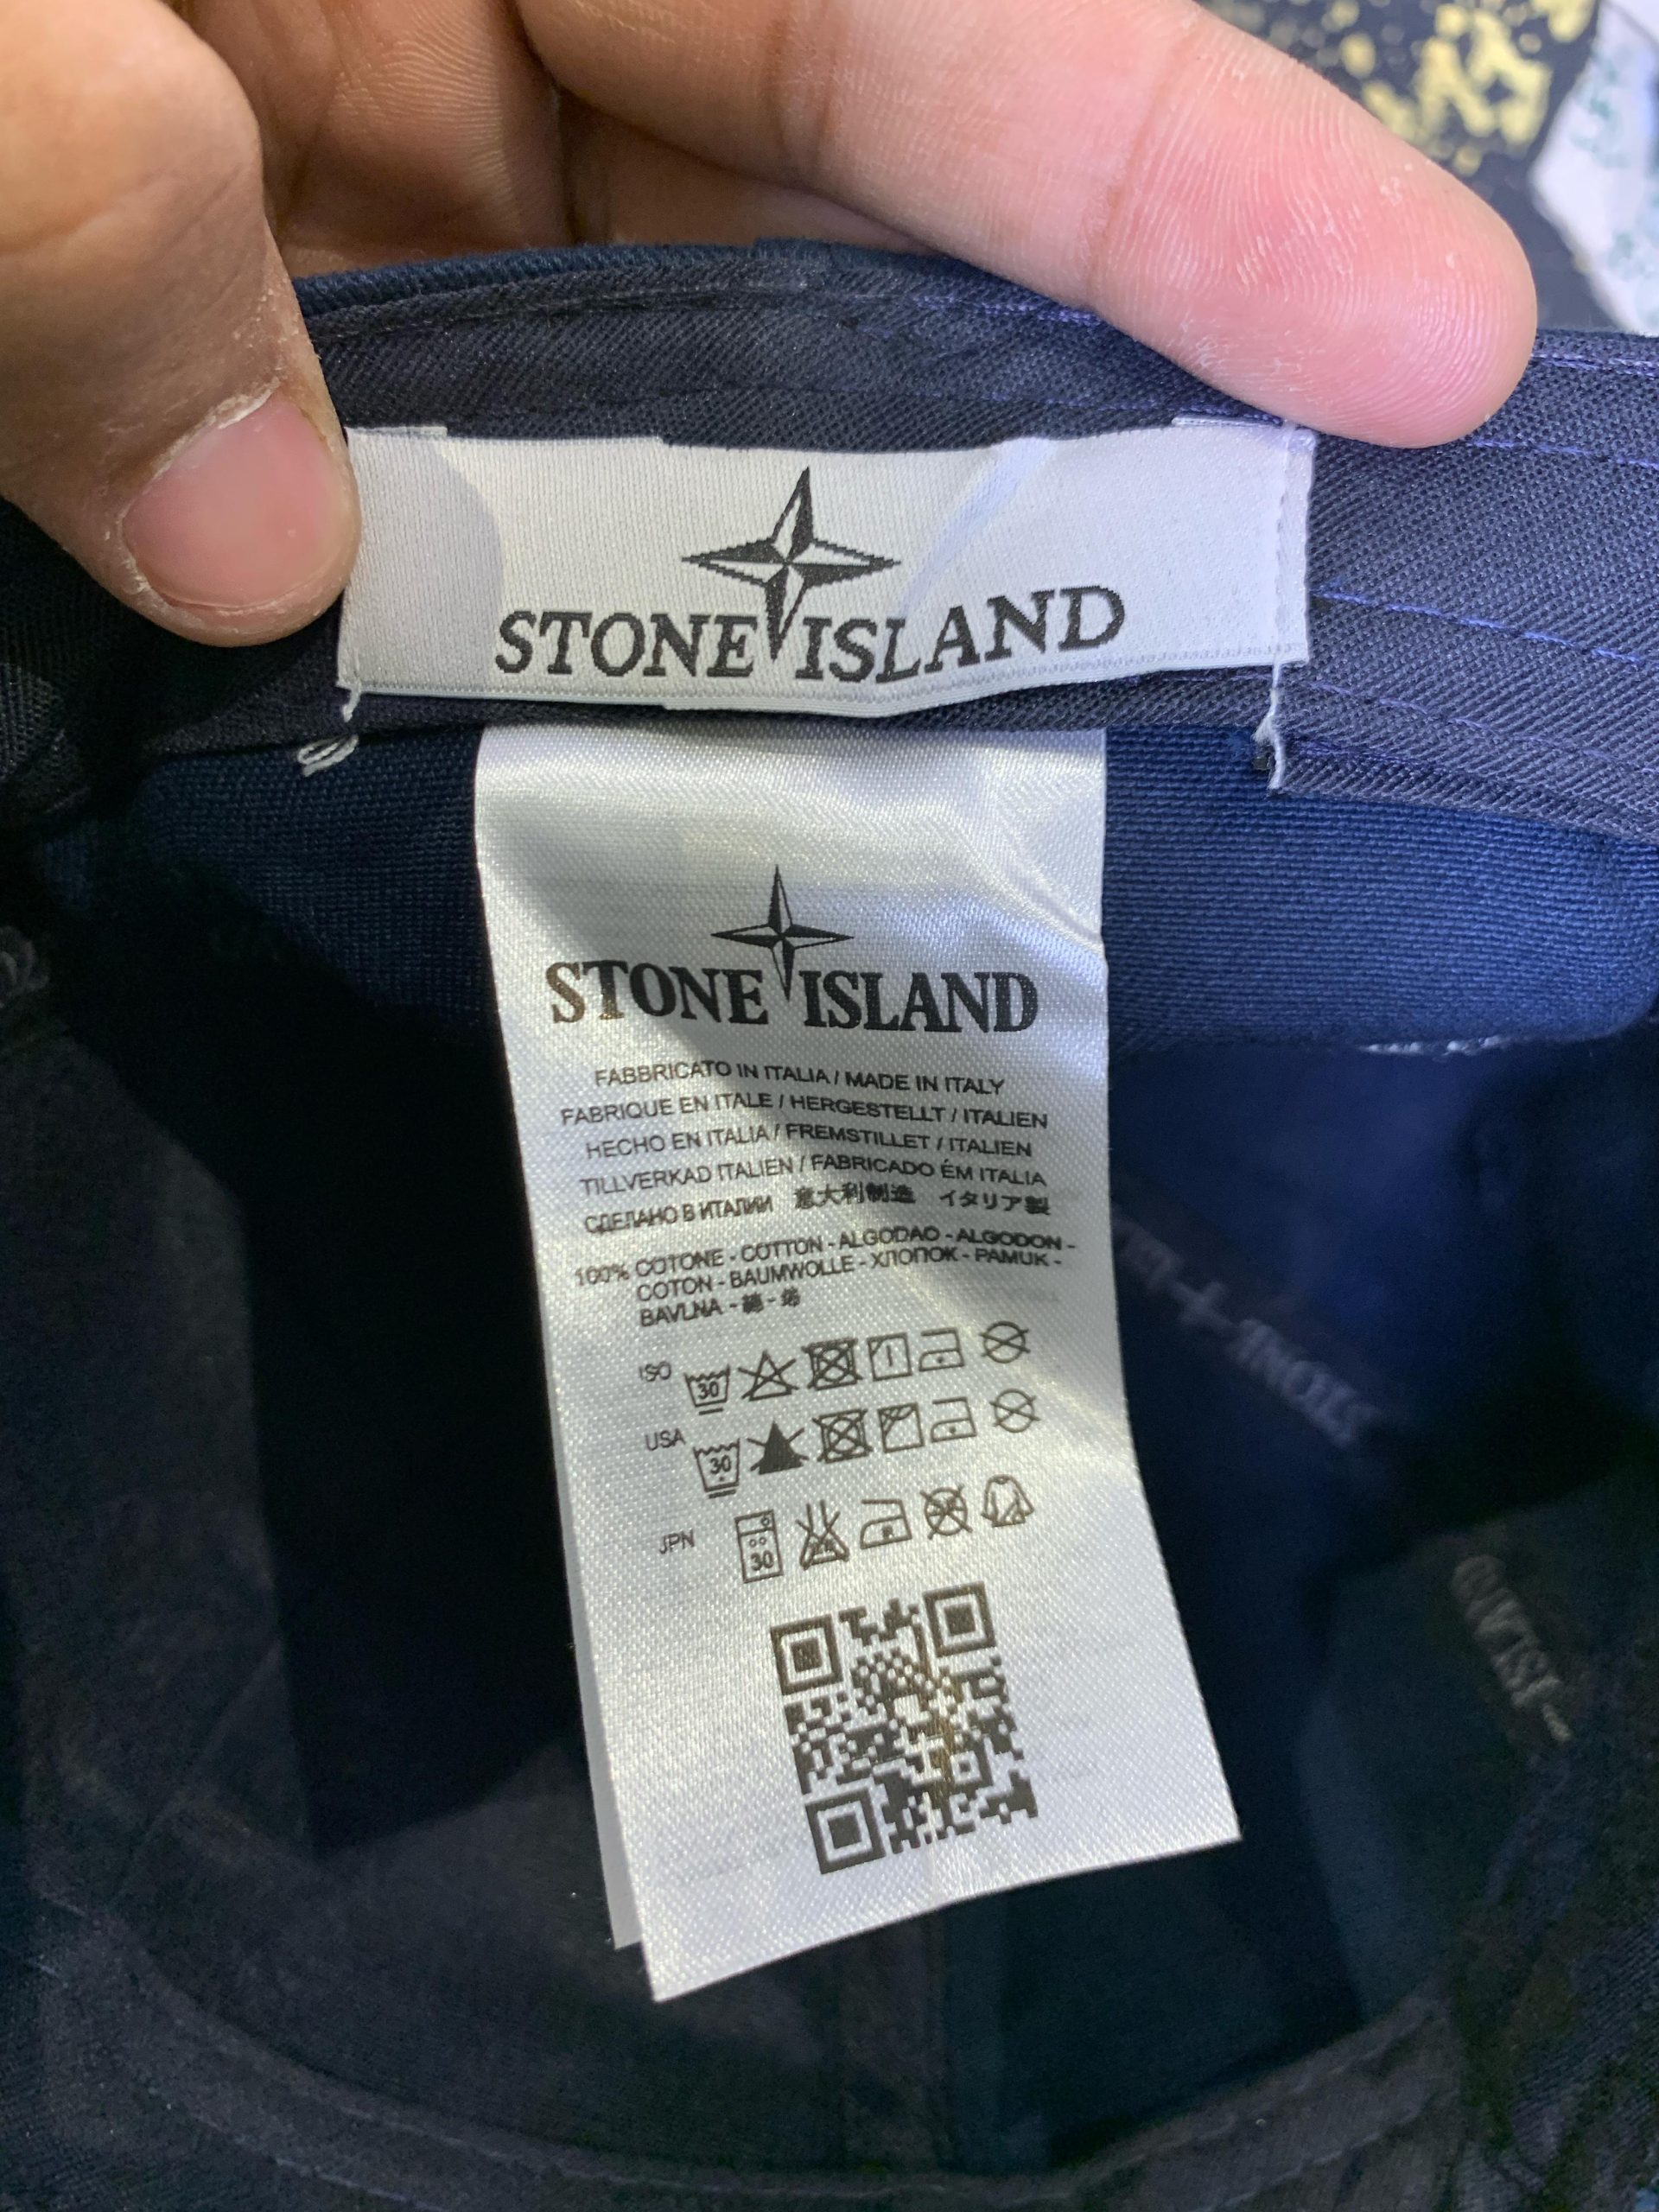 STONE ISLAND
STONE ISLAND
FABBRICATO IN ITALIA / MADE IN ITALY
FABRIQUE EN ITALE / HERGESTELLT / ITALIEN
HECHO EN ITALIA / FREMSTILLET / ITALIEN
TILLVERKAD ITALIEN / FABRICADO ÉM ITALIA
СДЕЛАНО В ИТАЛИИ 意大利制造 イタリア製
100% COTONE - COTTON - ALGODAO - ALGODON -
COTON - BAUMWOLLE - ХЛОПОК - PAMUK -
BAVLNA -
ISO 30
USA 30
JPN 30